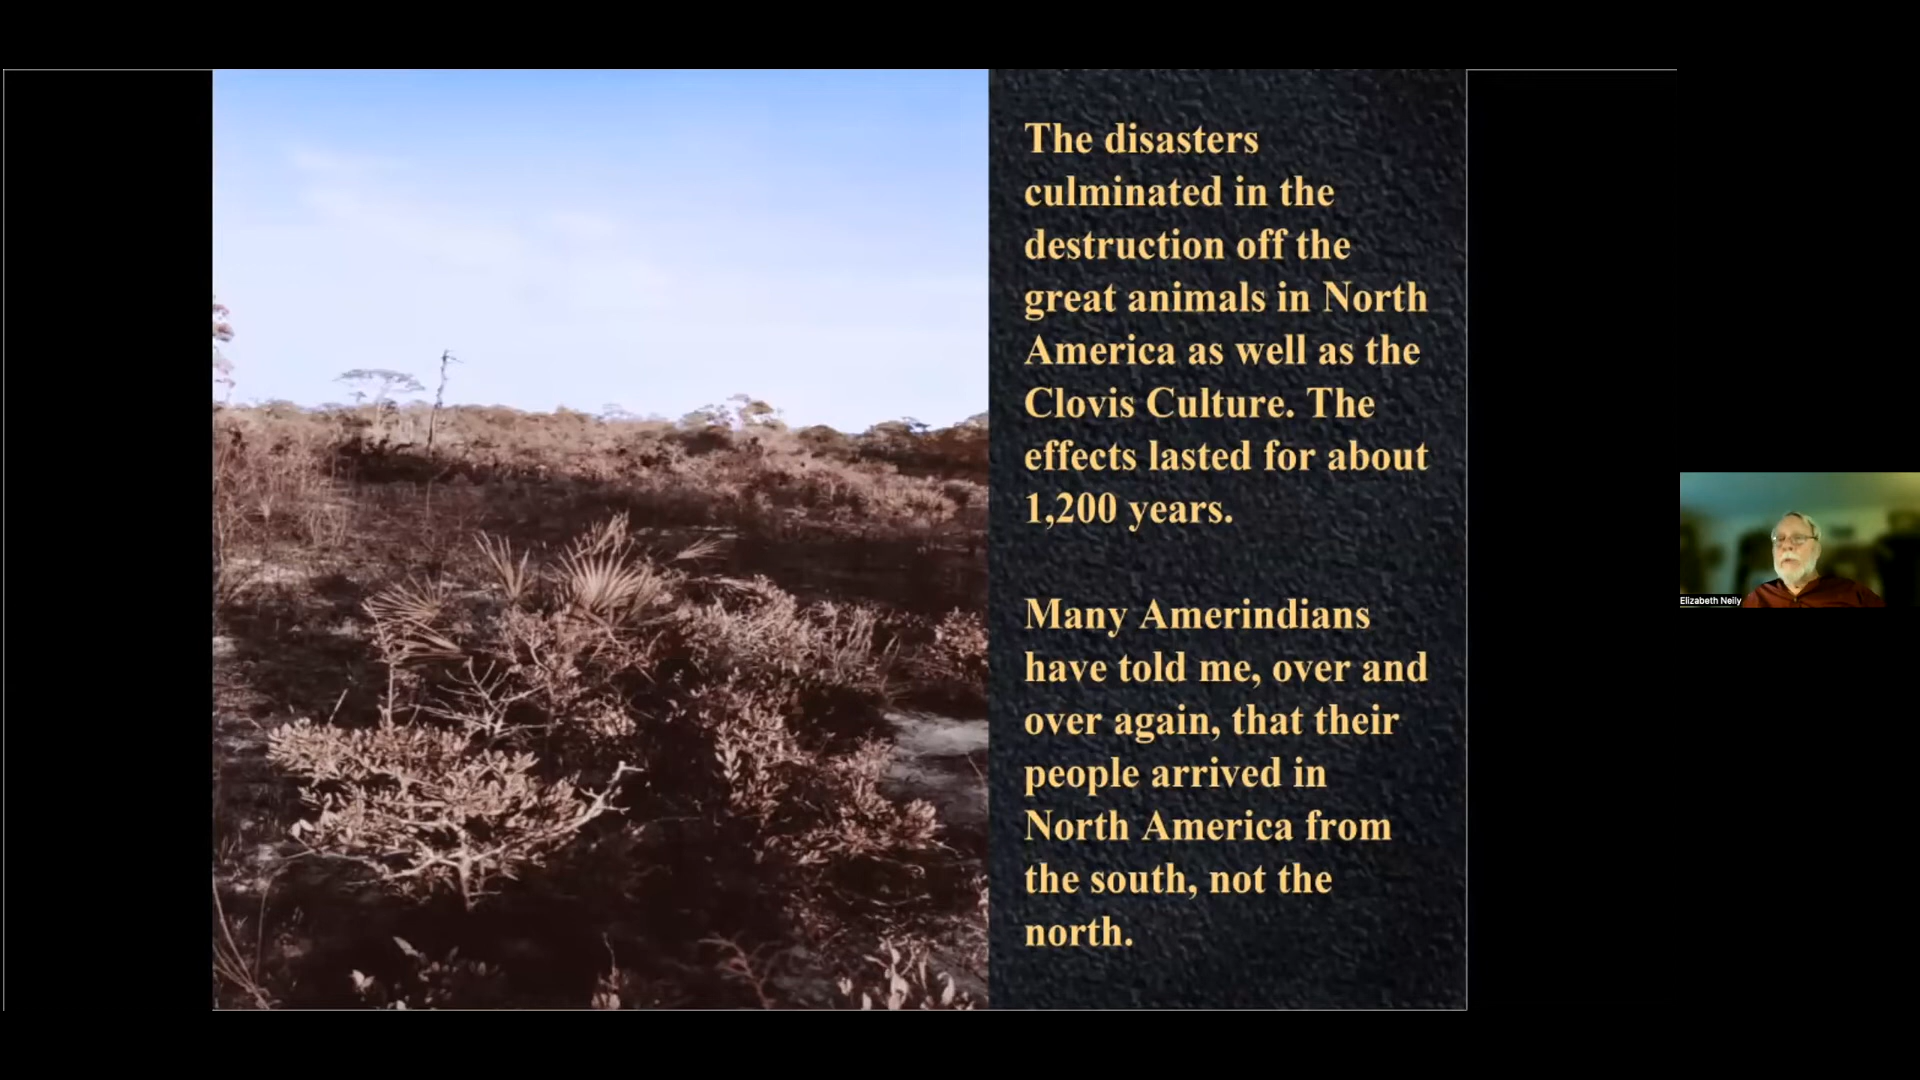 The disasters
culminated in the
destruction off the
great animals in North
America as well as the
Clovis Culture. The
effects lasted for about
1,200 years.
Many Amerindians
have told me, over and
over again, that their
people arrived in
North America from
the south, not the
north.
Elizabeth Neily